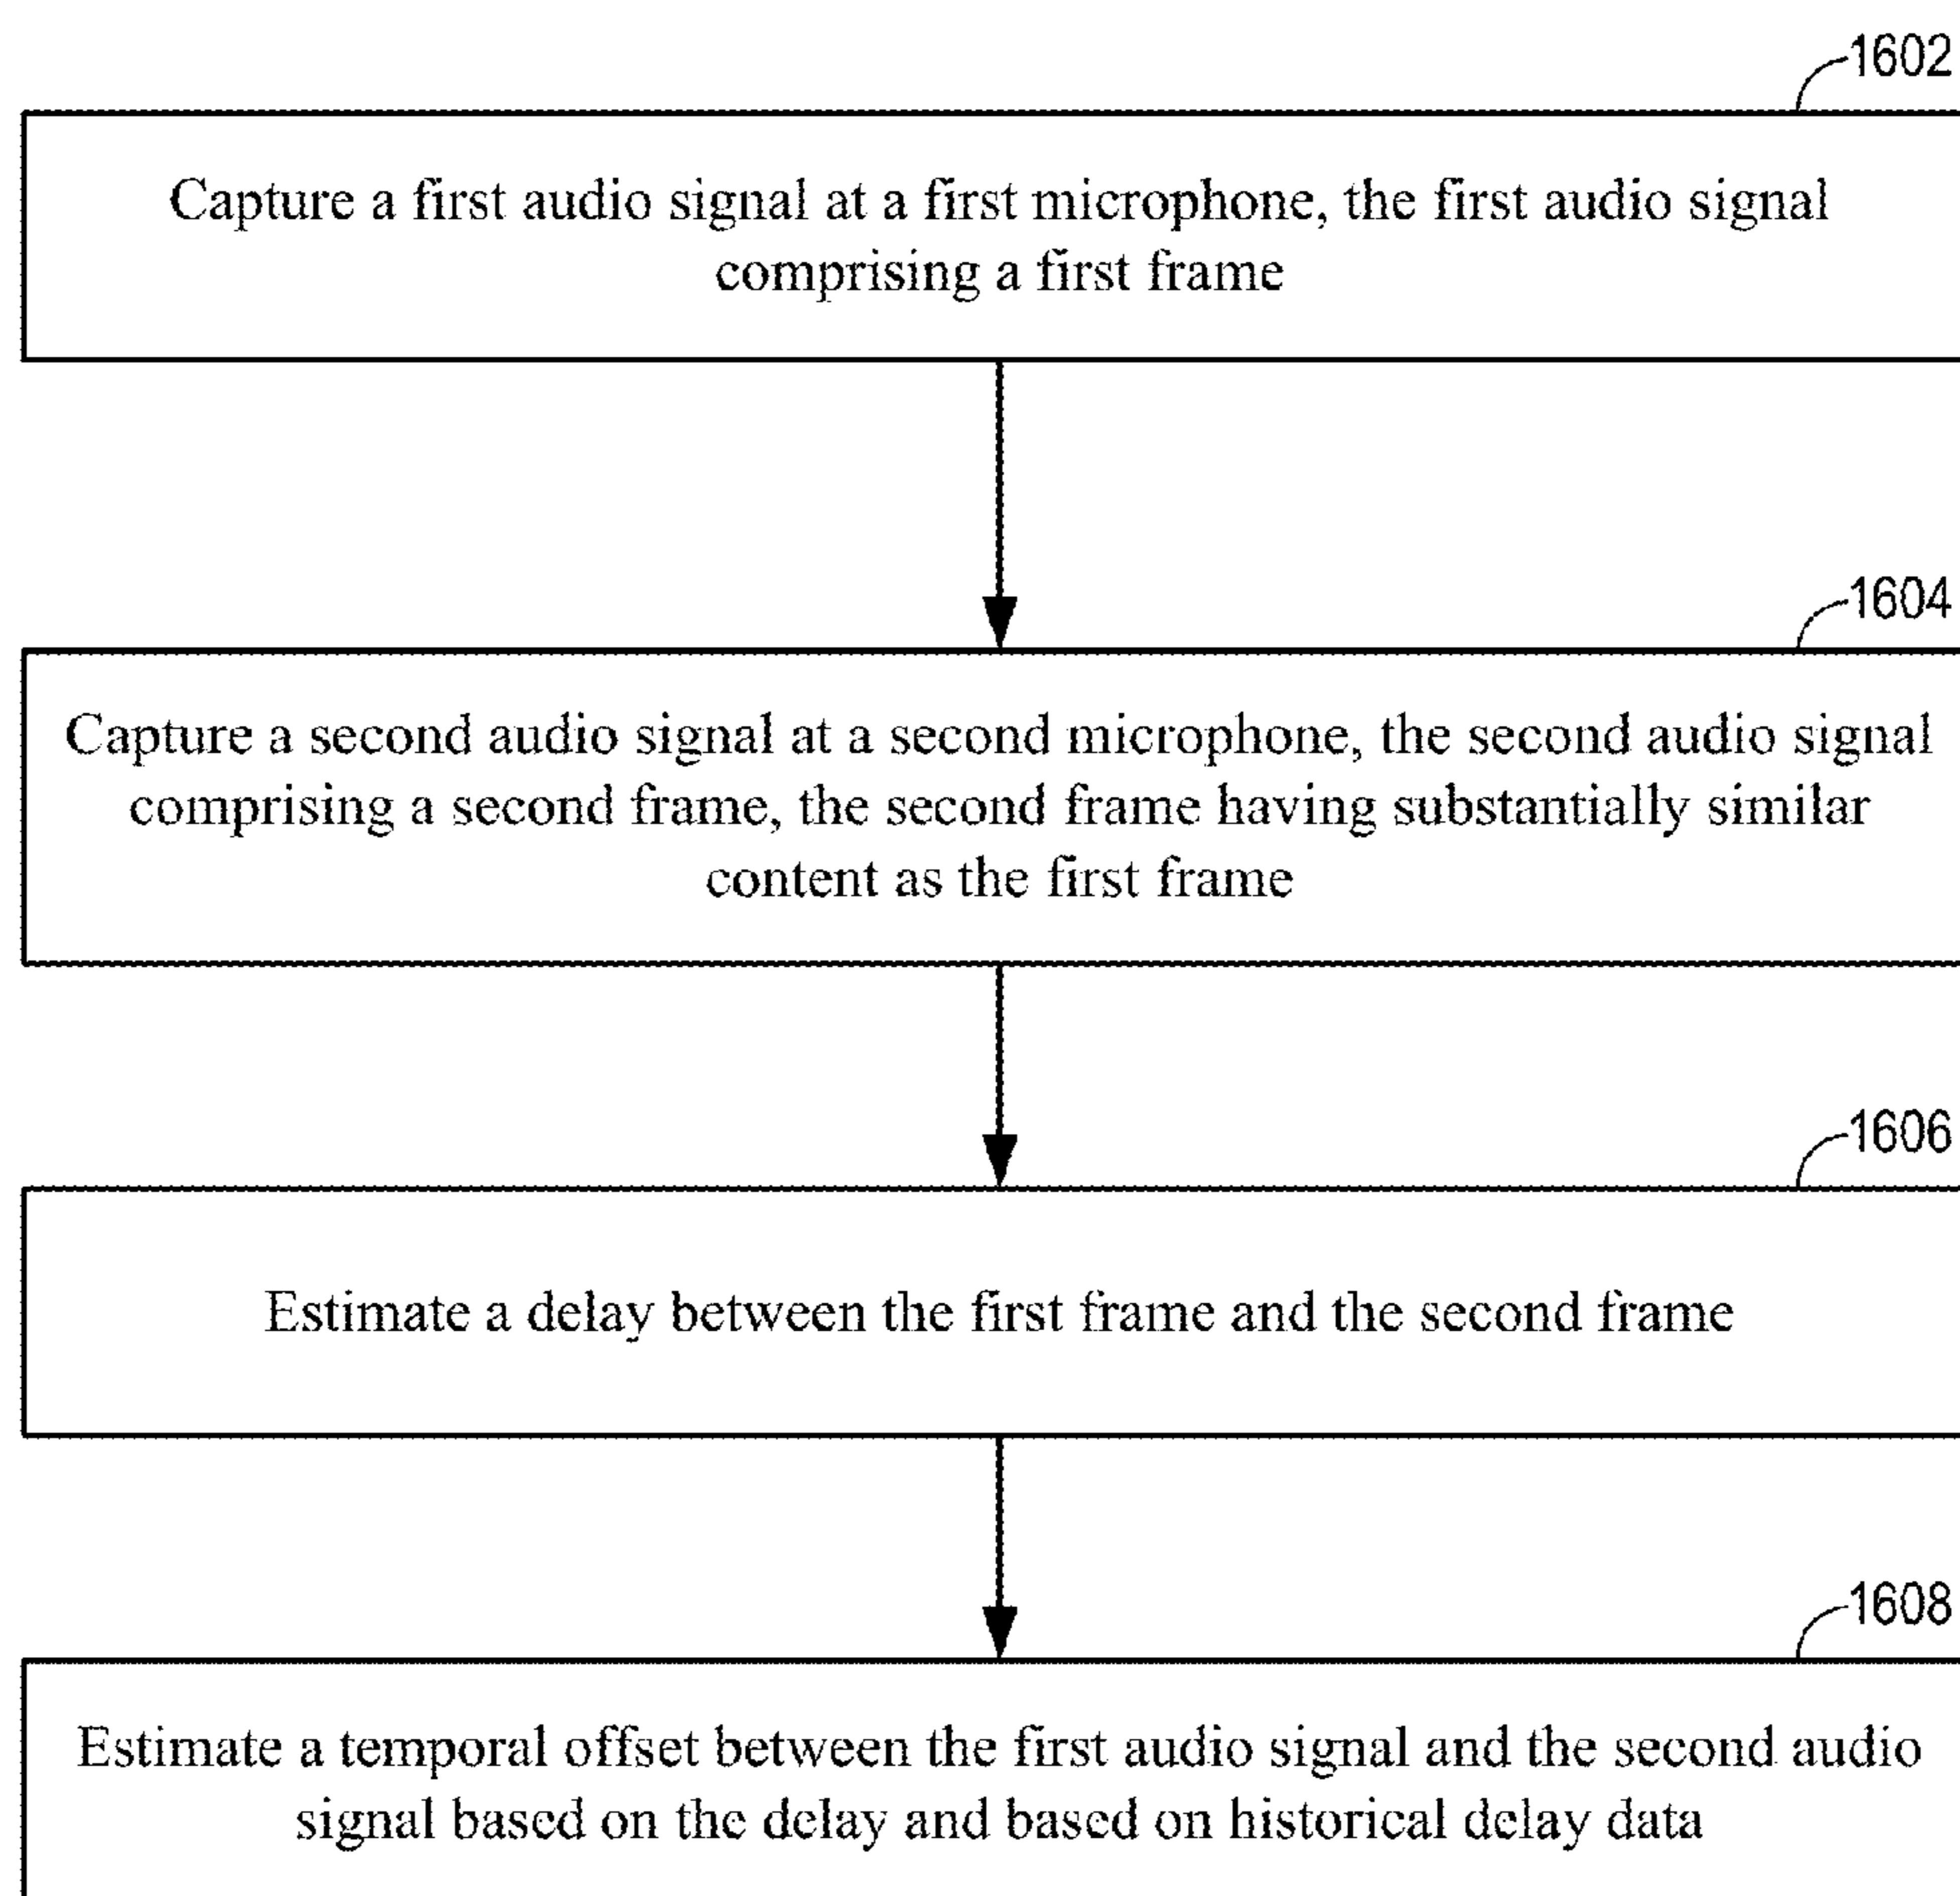 1602
Capture a first audio signal at a first microphone, the first audio signal
comprising a first frame
1604
Capture a second audio signal at a second microphone, the second audio signal
comprising a second frame, the second frame having substantially similar
content as the first frame
1606
Estimate a delay between the first frame and the second frame
1608
Estimate a temporal offset between the first audio signal and the second audio
signal based on the delay and based on historical delay data